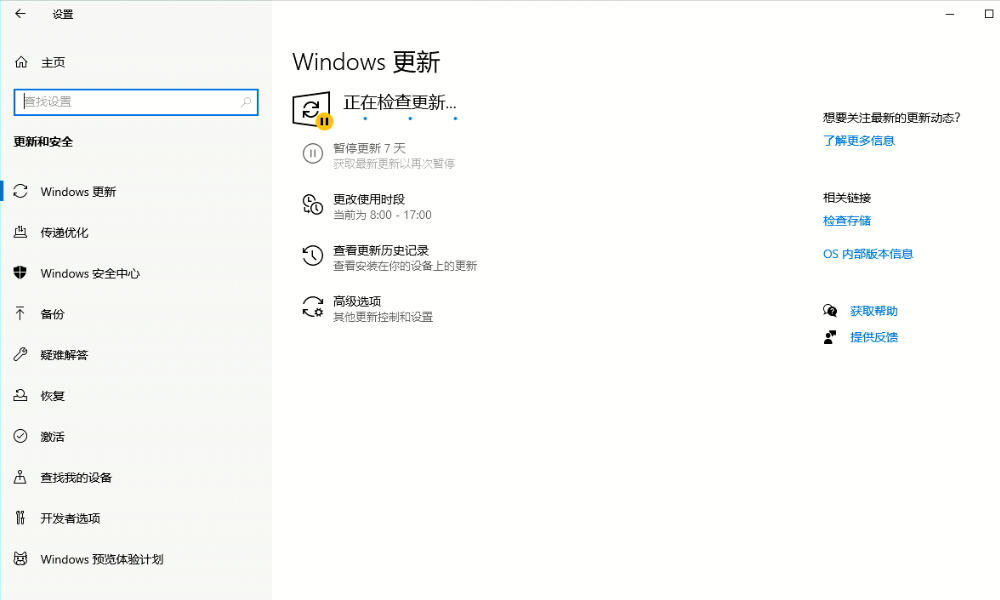 设置
主页
查找设置
更新和安全
Windows 更新
传递优化
Windows 安全中心
备份
疑难解答
恢复
激活
查找我的设备
开发者选项
Windows 预览体验计划
Windows 更新
正在检查更新...
暂停更新 7 天
获取最新更新以再次暂停
更改使用时段
当前为 8:00 - 17:00
查看更新历史记录
查看安装在你的设备上的更新
高级选项
其他更新控制和设置
想要关注最新的更新动态?
了解更多信息
相关链接
检查存储
OS 内部版本信息
获取帮助
提供反馈